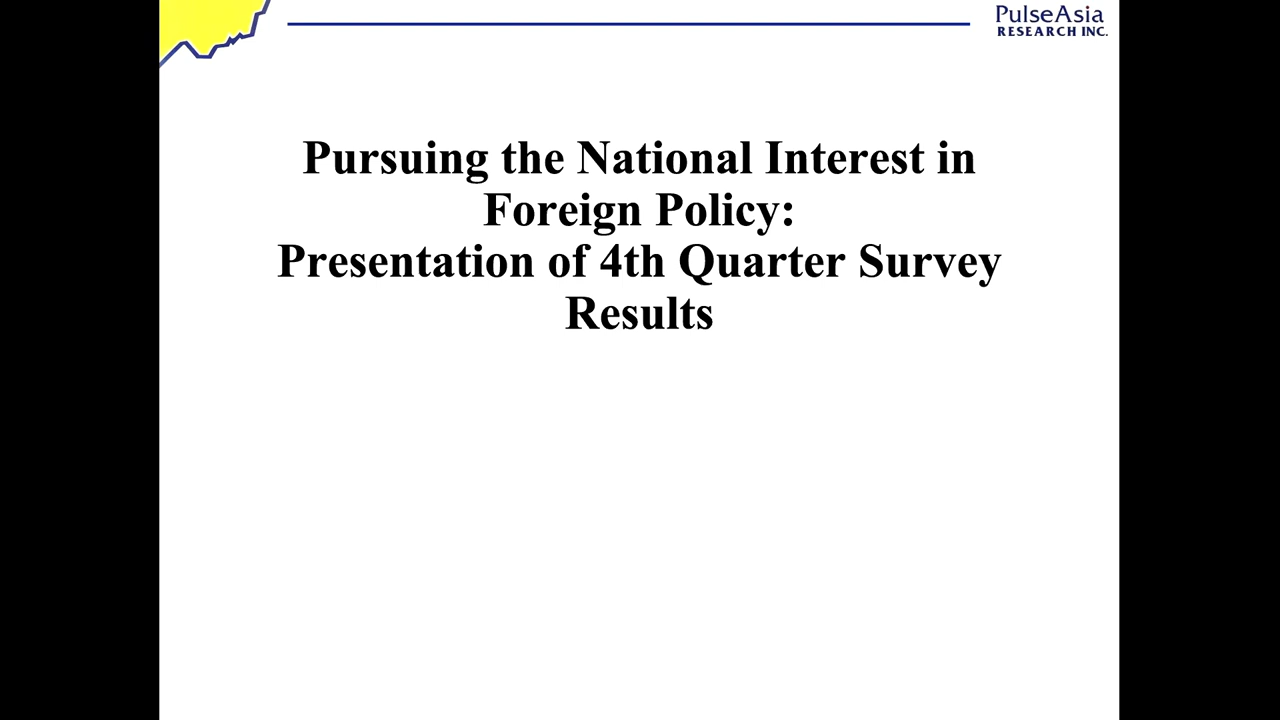 PulseAsia
RESEARCH INC.
Pursuing the National Interest in
Foreign Policy:
Presentation of 4th Quarter Survey
Results